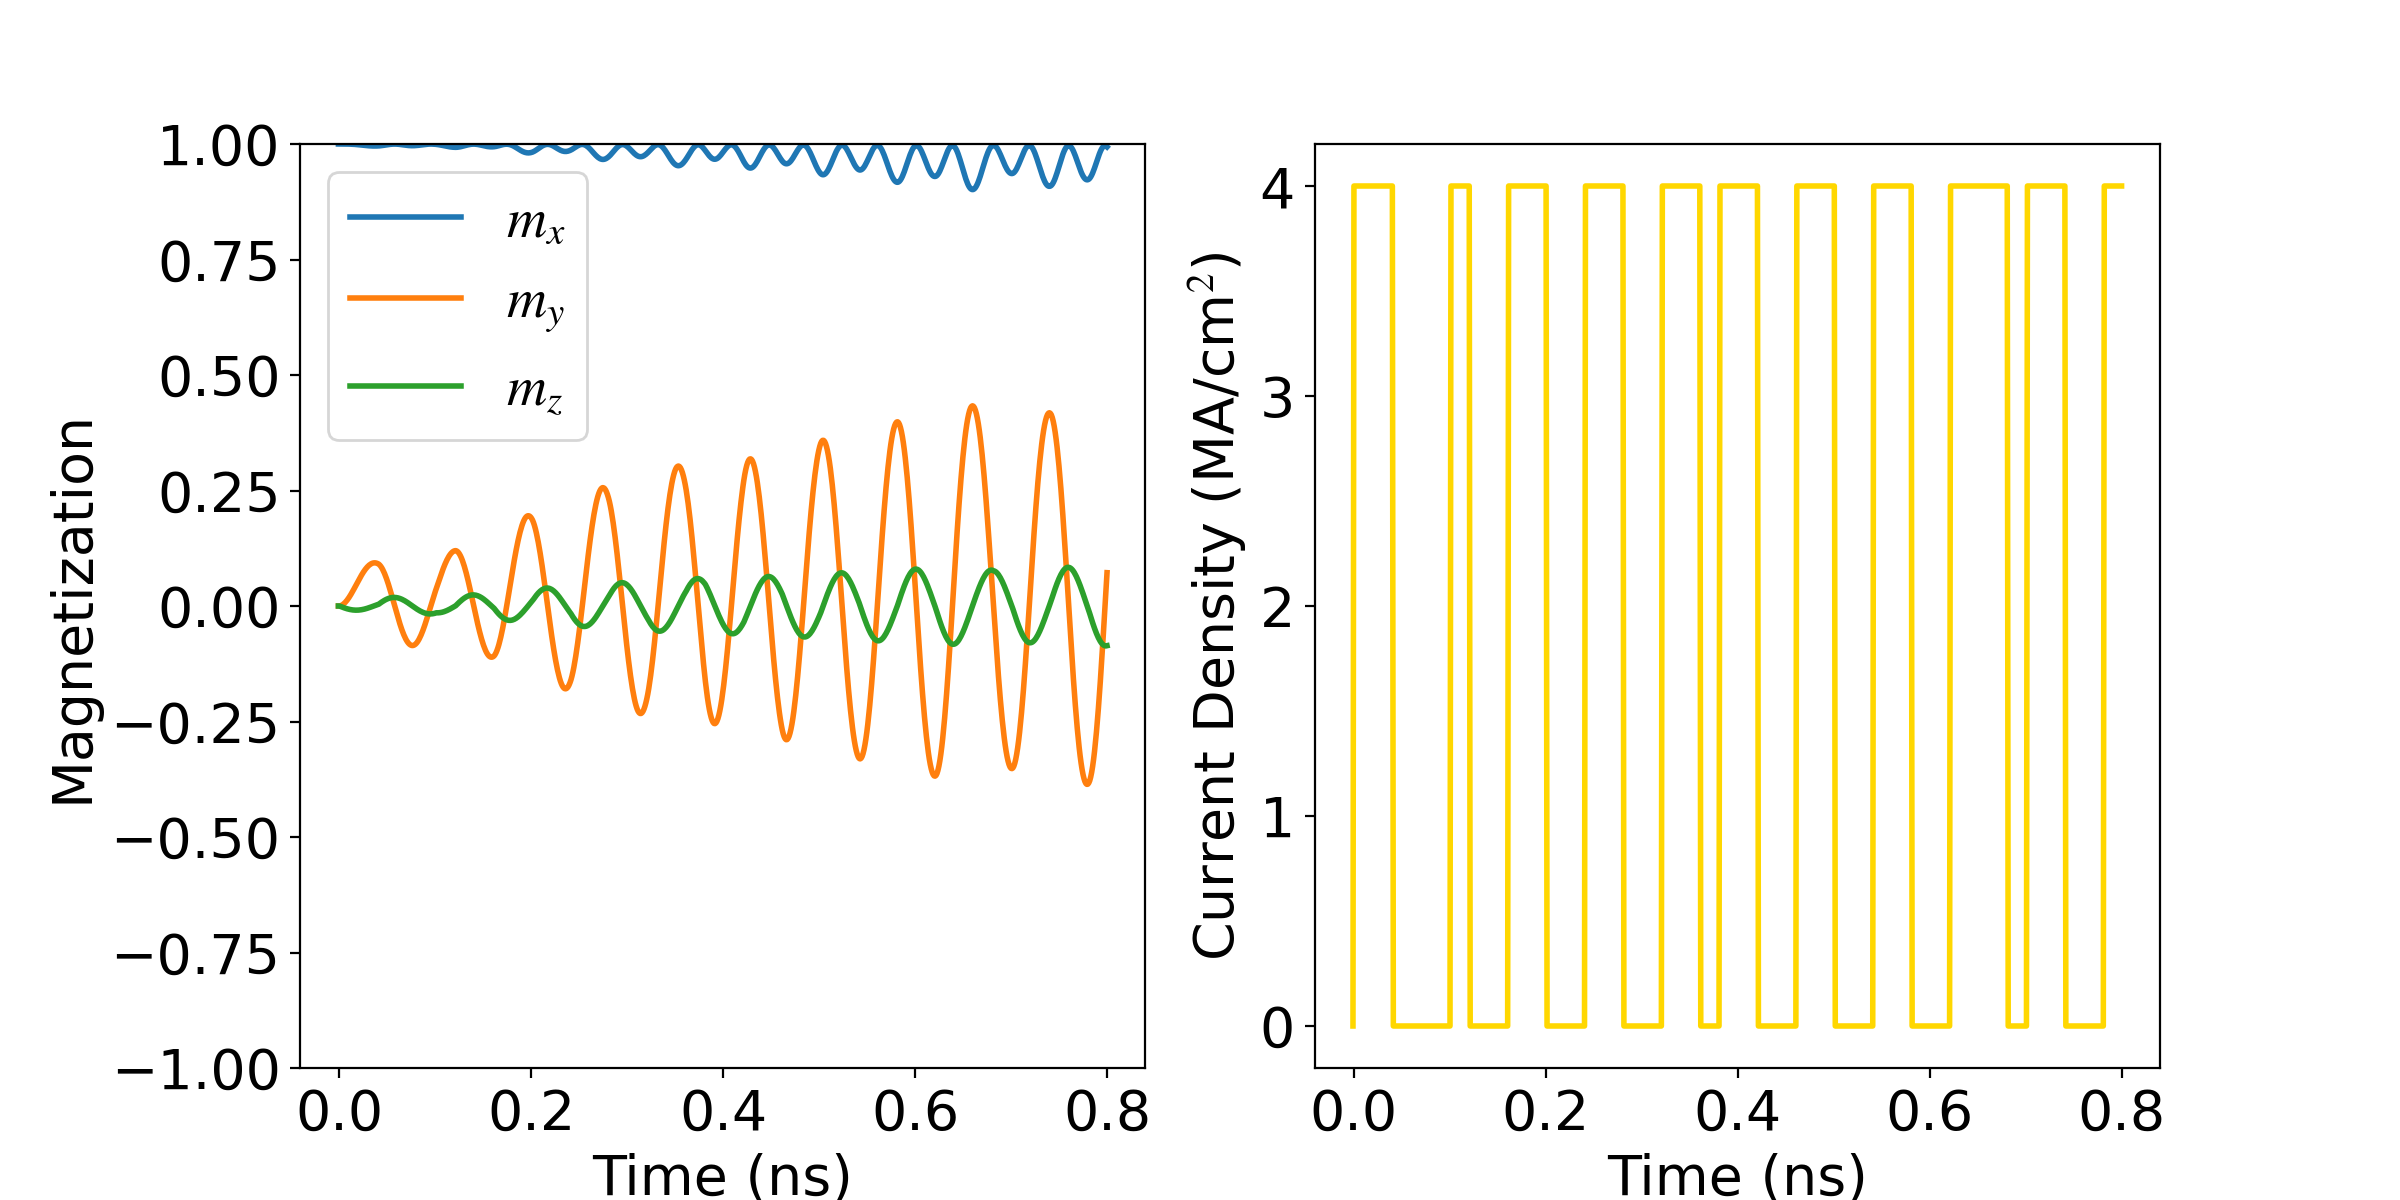 1.00
0.75
0.50
0.25
0.00
−0.25
−0.50
−0.75
−1.00
Magnetization
m_x
m_y
m_z
0.0 0.2 0.4 0.6 0.8
Time (ns)
4
3
2
1
0
Current Density (MA/cm²)
0.0 0.2 0.4 0.6 0.8
Time (ns)